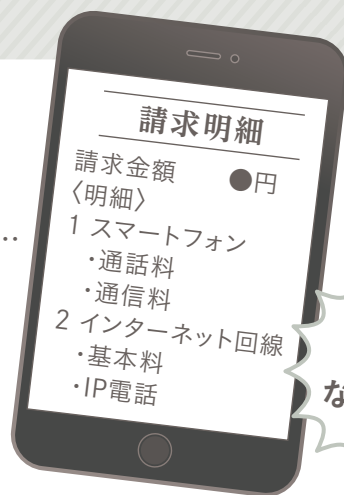 請求明細
請求金額 ●円
〈明細〉
1 スマートフォン
・通話料
・通信料
2 インターネット回線
・基本料
・IP電話
…
な